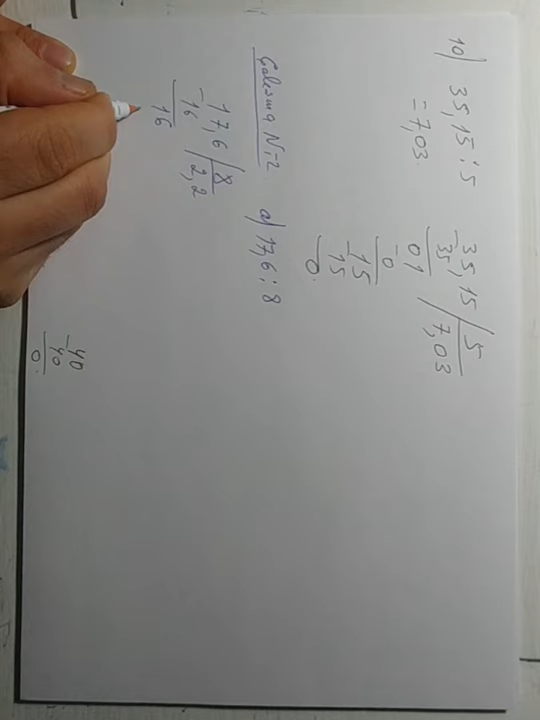 10) 35,15 : 5
= 7,03.
35,15 / 5
-35 7,03
01
-0
-15
15
0.
Çalışma N:2
a) 17,6 : 8
17,6 / 8
-16 2,2
16
-40
40
0.